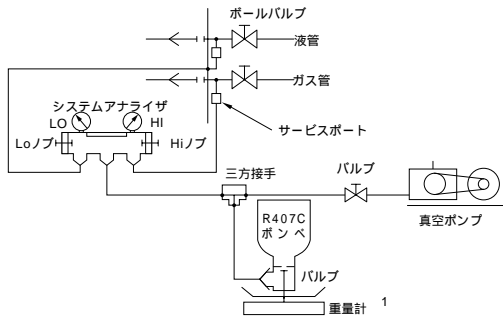 ボールバルブ
液管
ガス管
システムアナライザ
LO
HI
Loノブ
Hiノブ
サービスポート
三方接手
バルブ
R407C
ボンベ
真空ポンプ
バルブ
重量計 1